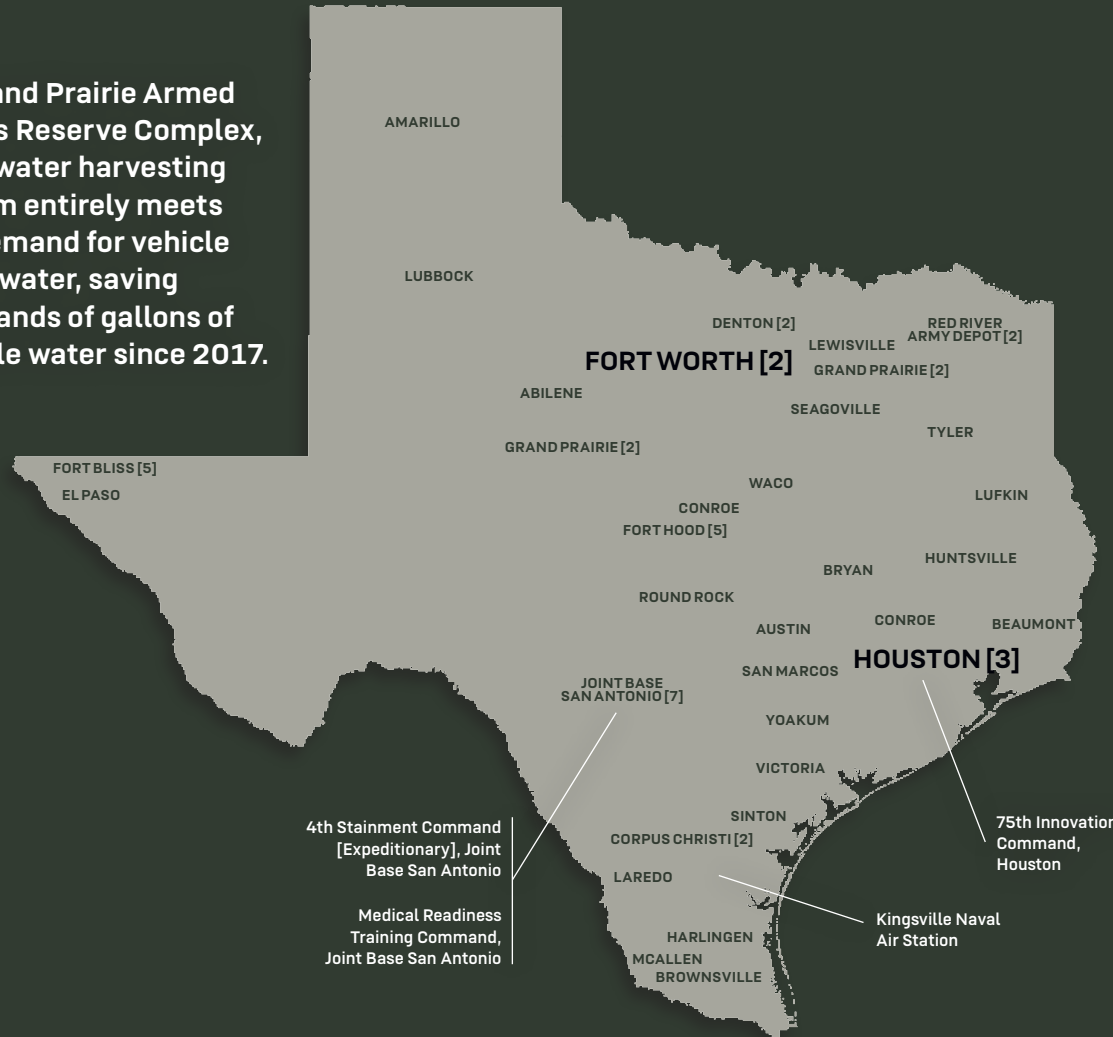 and Prairie Armed
s Reserve Complex,
water harvesting
m entirely meets
emand for vehicle
water, saving
ands of gallons of
le water since 2017.
AMARILLO
LUBBOCK
DENTON [2]
RED RIVER
ARMY DEPOT [2]
LEWISVILLE
FORT WORTH [2]
GRAND PRAIRIE [2]
ABILENE
SEAGOVILLE
TYLER
GRAND PRAIRIE [2]
FORT BLISS [5]
EL PASO
WACO
LUFKIN
CONROE
FORT HOOD [5]
HUNTSVILLE
BRYAN
ROUND ROCK
CONROE
BEAUMONT
AUSTIN
HOUSTON [3]
SAN MARCOS
JOINT BASE
SAN ANTONIO [7]
YOAKUM
VICTORIA
SINTON
CORPUS CHRISTI [2]
LAREDO
HARLINGEN
MCALLEN
BROWNSVILLE
4th Stainment Command
[Expeditionary], Joint
Base San Antonio
Medical Readiness
Training Command,
Joint Base San Antonio
75th Innovation
Command,
Houston
Kingsville Naval
Air Station